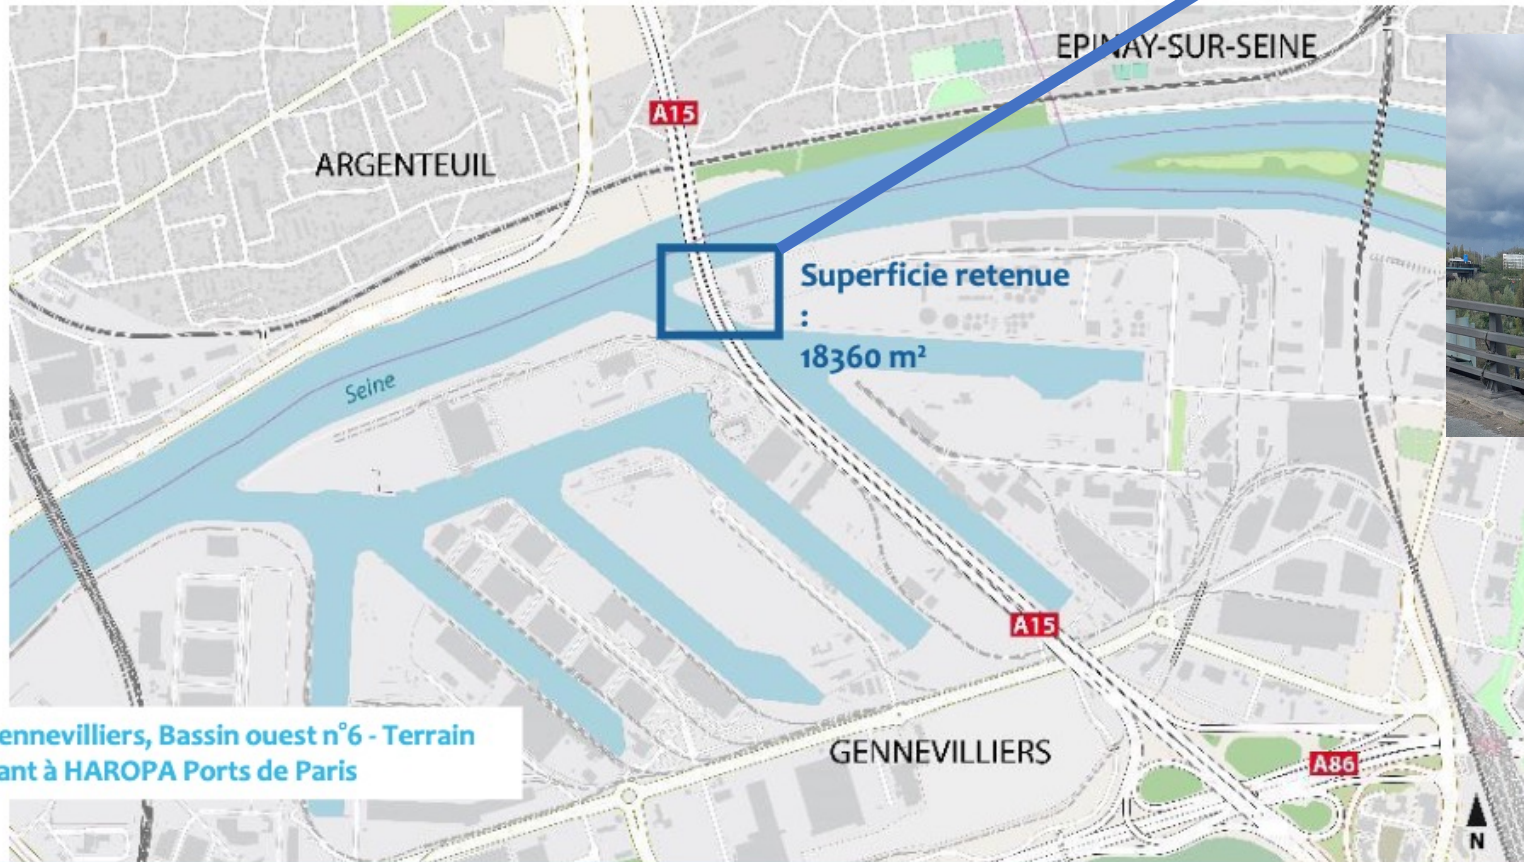 EPINAY-SUR-SEINE
A15
ARGENTEUIL
Superficie retenue
:
18360 m²
Seine
A15
ennevilliers, Bassin ouest n°6 - Terrain
ant à HAROPA Ports de Paris
GENNEVILLIERS
A86
N